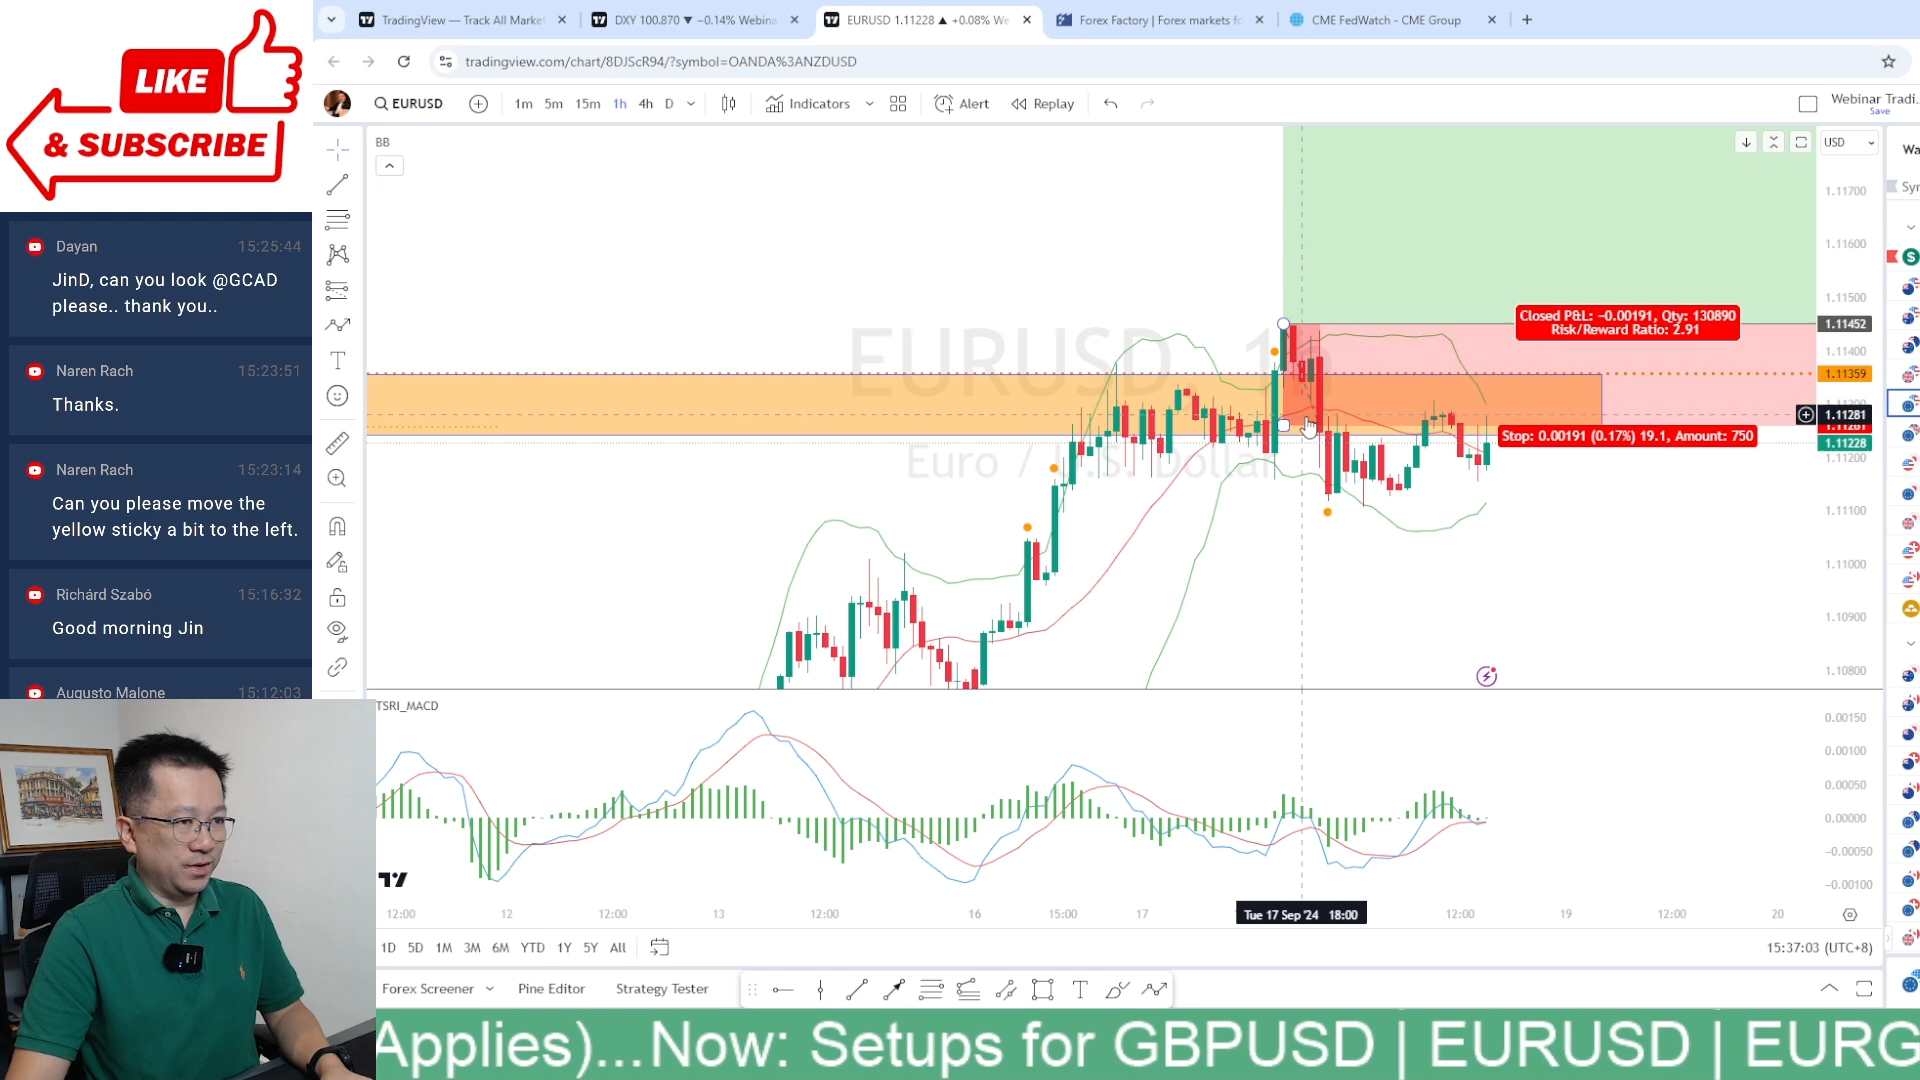 LIKE
& SUBSCRIBE
Dayan 15:25:44
JinD, can you look @GCAD
please.. thank you..
Naren Rach 15:23:51
Thanks.
Naren Rach 15:23:14
Can you please move the
yellow sticky a bit to the left.
Richárd Szabó 15:16:32
Good morning Jin
Augusto Malone 15:12:03
TradingView — Track All Marke
DXY 100.870 ▼ −0.14% Webina
EURUSD 1.11228 ▲ +0.08% We
Forex Factory | Forex markets fo
CME FedWatch - CME Group
tradingview.com/chart/8DJScR94/?symbol=OANDA%3ANZDUSD
EURUSD 1m 5m 15m 1h 4h D Indicators Alert Replay
Webinar Tradi...
Save
BB
USD
Wa
Syn
EURUSD, 1h
Euro / U.S. Dollar
Closed P&L: −0.00191, Qty: 130890
Risk/Reward Ratio: 2.91
Stop: 0.00191 (0.17%) 19.1, Amount: 750
1.11700
1.11600
1.11500
1.11452
1.11400
1.11359
1.11281
1.11228
1.11200
1.11100
1.11000
1.10900
1.10800
TSRI_MACD
0.00150
0.00100
0.00050
0.00000
−0.00050
−0.00100
12:00 12 12:00 13 12:00 16 15:00 17 Tue 17 Sep '24 18:00 12:00 19 12:00 20
1D 5D 1M 3M 6M YTD 1Y 5Y All
15:37:03 (UTC+8)
Forex Screener Pine Editor Strategy Tester
Applies)...Now: Setups for GBPUSD | EURUSD | EURG